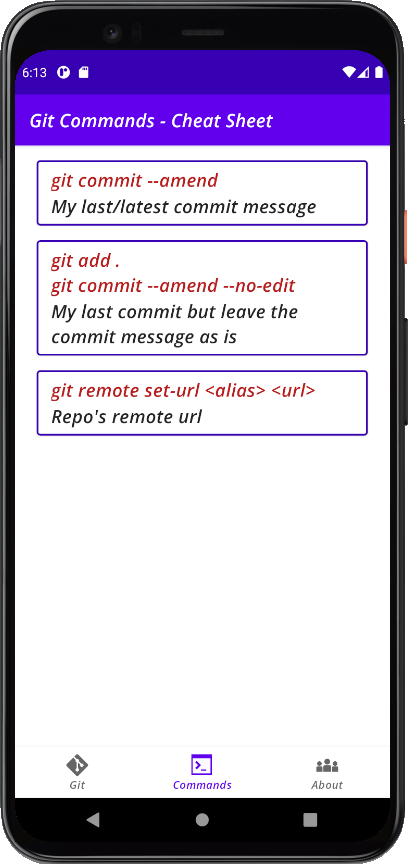 6:13
Git Commands - Cheat Sheet
git commit --amend
My last/latest commit message
git add .
git commit --amend --no-edit
My last commit but leave the
commit message as is
git remote set-url <alias> <url>
Repo's remote url
Git
Commands
About